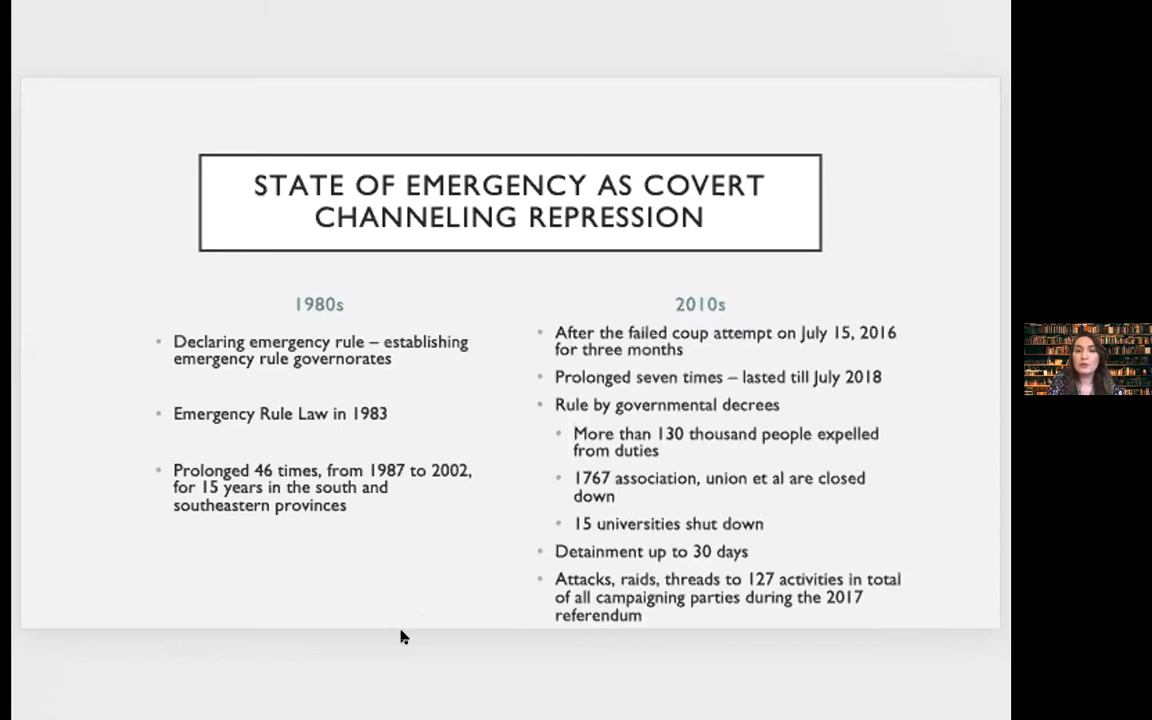 STATE OF EMERGENCY AS COVERT
CHANNELING REPRESSION
1980s
Declaring emergency rule – establishing
emergency rule governorates
Emergency Rule Law in 1983
Prolonged 46 times, from 1987 to 2002,
for 15 years in the south and
southeastern provinces
2010s
After the failed coup attempt on July 15, 2016
for three months
Prolonged seven times – lasted till July 2018
Rule by governmental decrees
More than 130 thousand people expelled
from duties
1767 association, union et al are closed
down
15 universities shut down
Detainment up to 30 days
Attacks, raids, threads to 127 activities in total
of all campaigning parties during the 2017
referendum